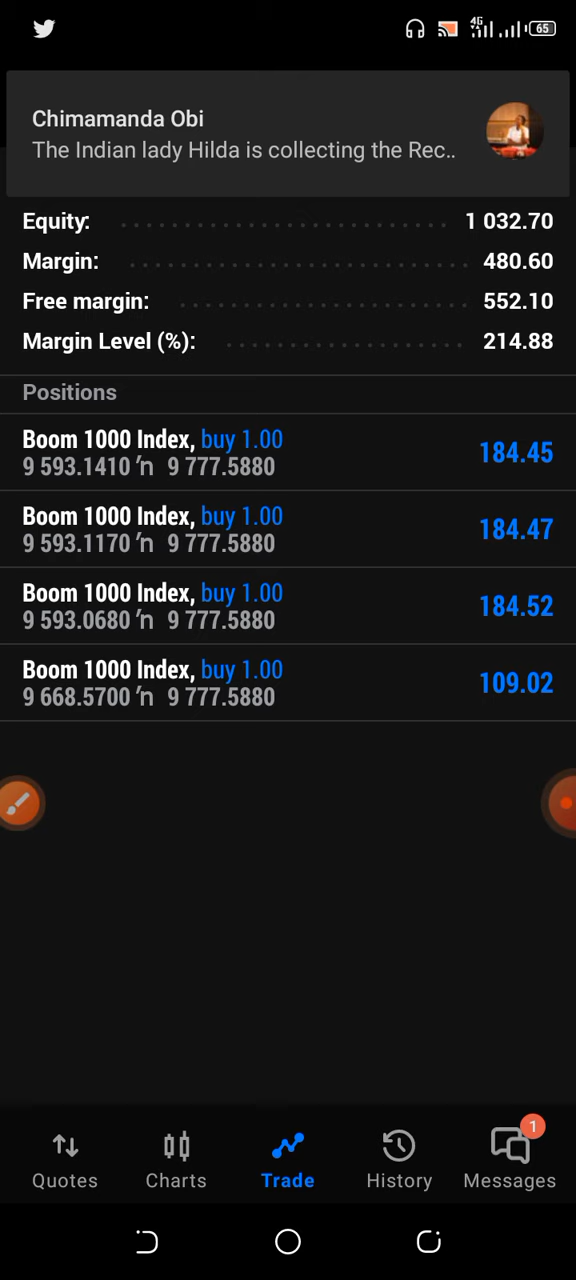 4G
65
Chimamanda Obi
The Indian lady Hilda is collecting the Rec..
Equity: 1 032.70
Margin: 480.60
Free margin: 552.10
Margin Level (%): 214.88
Positions
Boom 1000 Index, buy 1.00 184.45
9 593.1410 ’n 9 777.5880
Boom 1000 Index, buy 1.00 184.47
9 593.1170 ’n 9 777.5880
Boom 1000 Index, buy 1.00 184.52
9 593.0680 ’n 9 777.5880
Boom 1000 Index, buy 1.00 109.02
9 668.5700 ’n 9 777.5880
1
Quotes Charts Trade History Messages